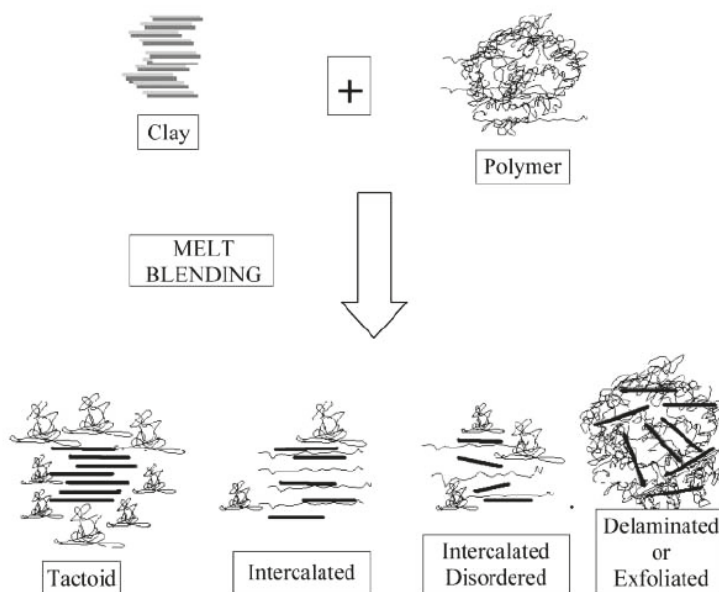 Clay
+
Polymer
MELT
BLENDING
Tactoid
Intercalated
Intercalated
Disordered
Delaminated
or
Exfoliated